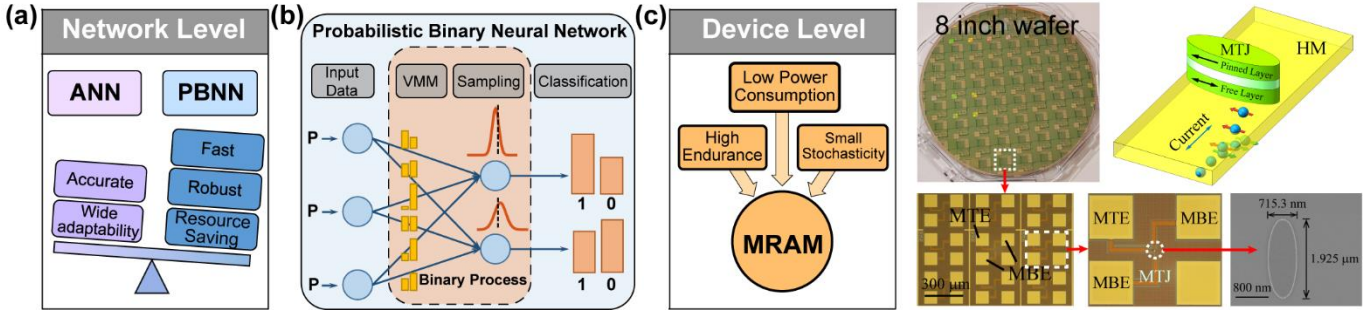 (a)
Network Level
ANN
PBNN
Fast
Accurate
Robust
Wide
adaptability
Resource
Saving
(b)
Probabilistic Binary Neural Network
Input
Data
VMM
Sampling
Classification
P
P
P
1 0
1 0
Binary Process
(c)
Device Level
Low Power
Consumption
High
Endurance
Small
Stochasticity
MRAM
8 inch wafer
HM
MTJ
Pinned Layer
Free Layer
Current
MTE
MBE
300 μm
MTE
MBE
MBE
MTJ
715.3 nm
1.925 μm
800 nm